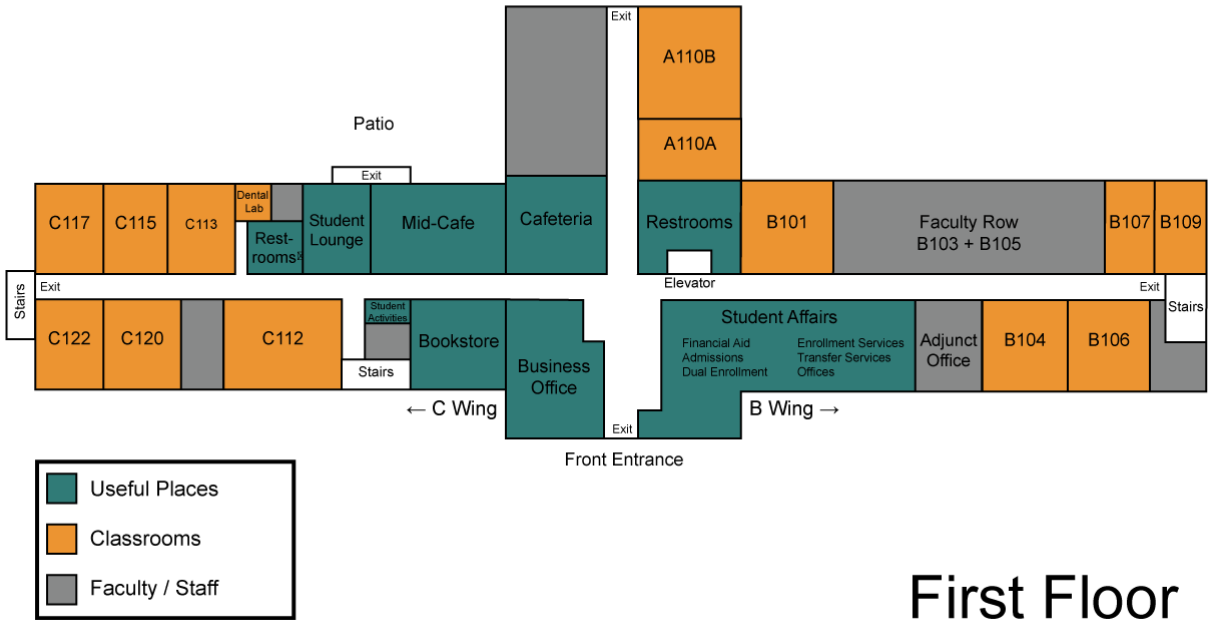 Exit
A110B
A110A
Patio
Exit
C117
C115
C113
Dental
Lab
Rest-
rooms
Student
Lounge
Mid-Cafe
Cafeteria
Restrooms
B101
Faculty Row
B103 + B105
B107
B109
Elevator
Stairs
Exit
Exit
Stairs
C122
C120
C112
Student
Activities
Stairs
Bookstore
Business
Office
Student Affairs
Financial Aid
Admissions
Dual Enrollment
Enrollment Services
Transfer Services
Offices
Adjunct
Office
B104
B106
← C Wing
B Wing →
Exit
Front Entrance
Useful Places
Classrooms
Faculty / Staff
First Floor